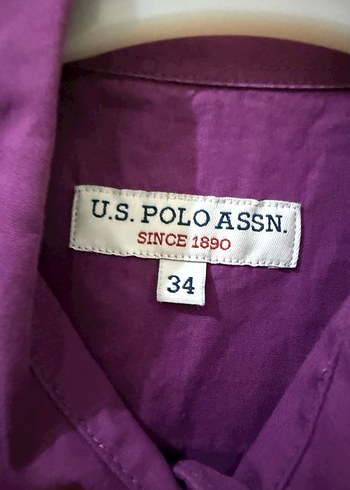 U.S. POLO ASSN.
SINCE 1890
34